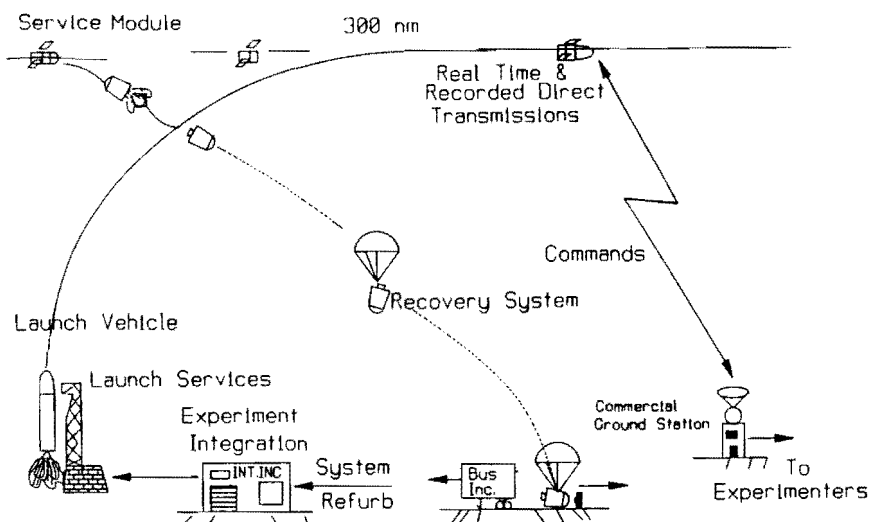 Service Module
300 nm
Real Time &
Recorded Direct
Transmissions
Commands
Recovery System
Launch Vehicle
Launch Services
Experiment
Integration
INT.INC
System
Refurb
Bus
Inc.
Commercial
Ground Station
To
Experimenters